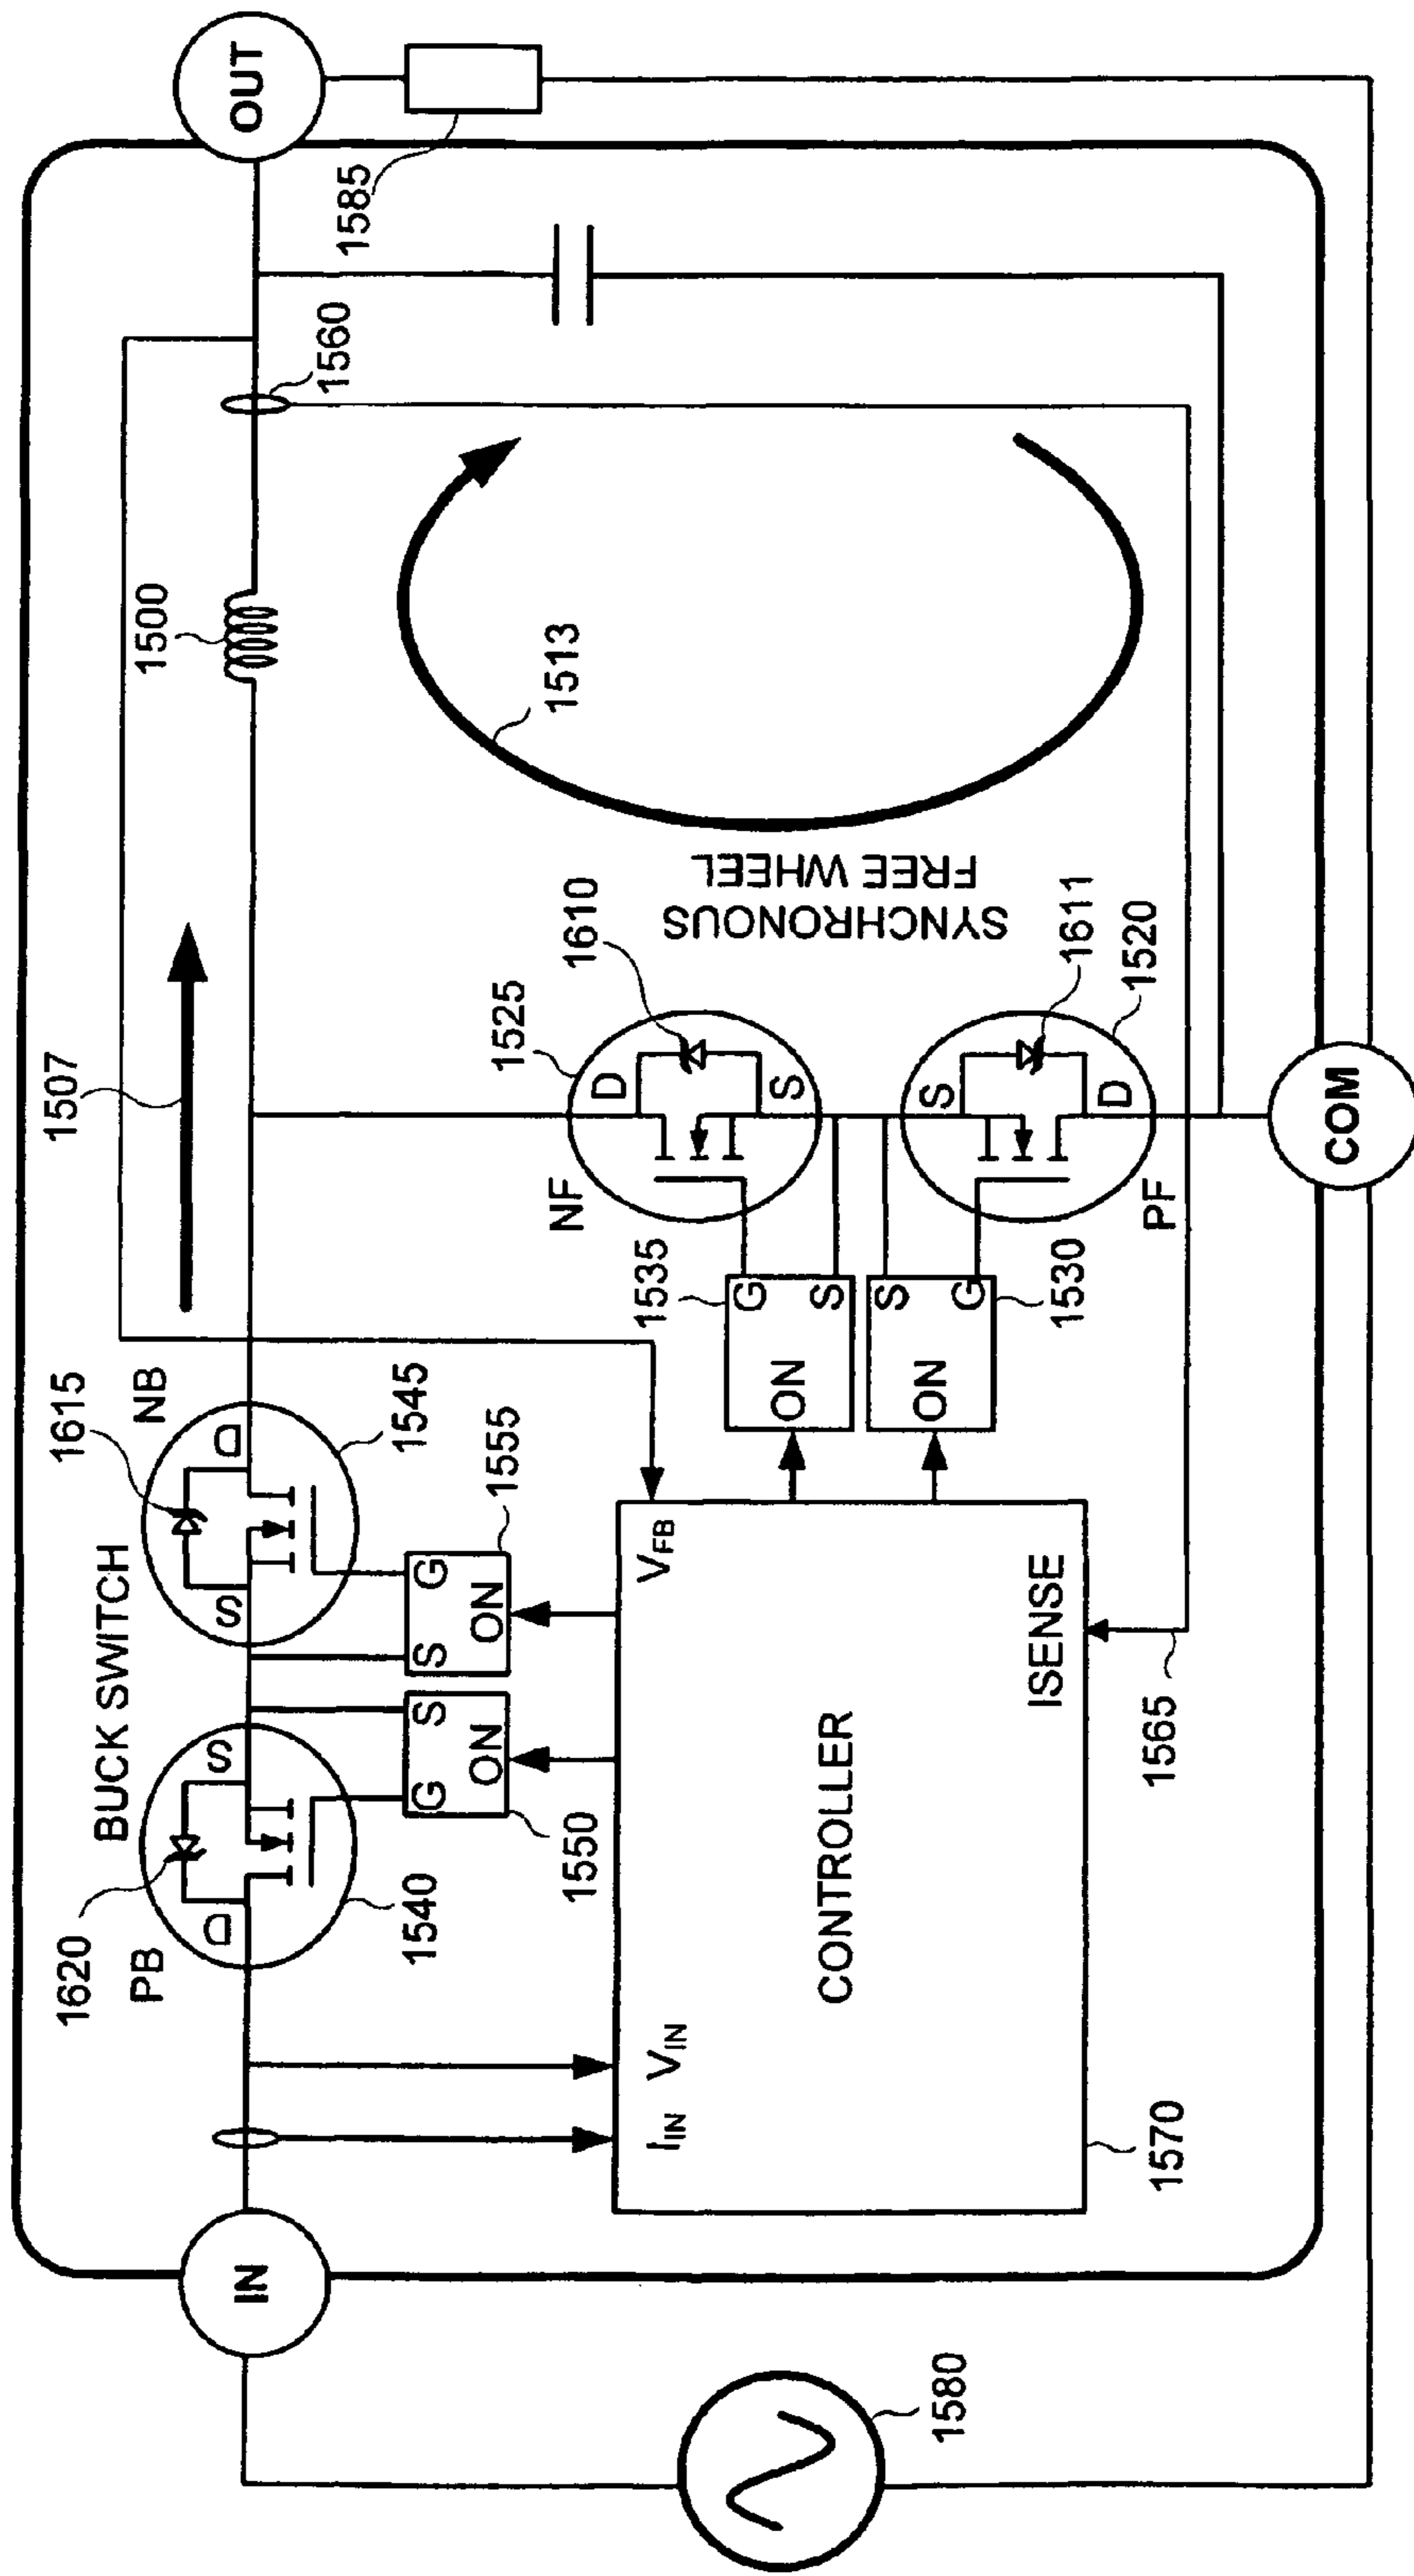 1507
1500
1560
OUT
1585
BUCK SWITCH
1620
PB
D
S
1540
1615
NB
S
D
1545
G
S
ON
1550
S
G
ON
1555
IN
IIN
VIN
VFB
CONTROLLER
ISENSE
1570
1565
1525
D
1610
S
NF
1535
G
S
ON
S
G
ON
1530
S
1611
D
1520
PF
SYNCHRONOUS
FREE WHEEL
1513
COM
1580